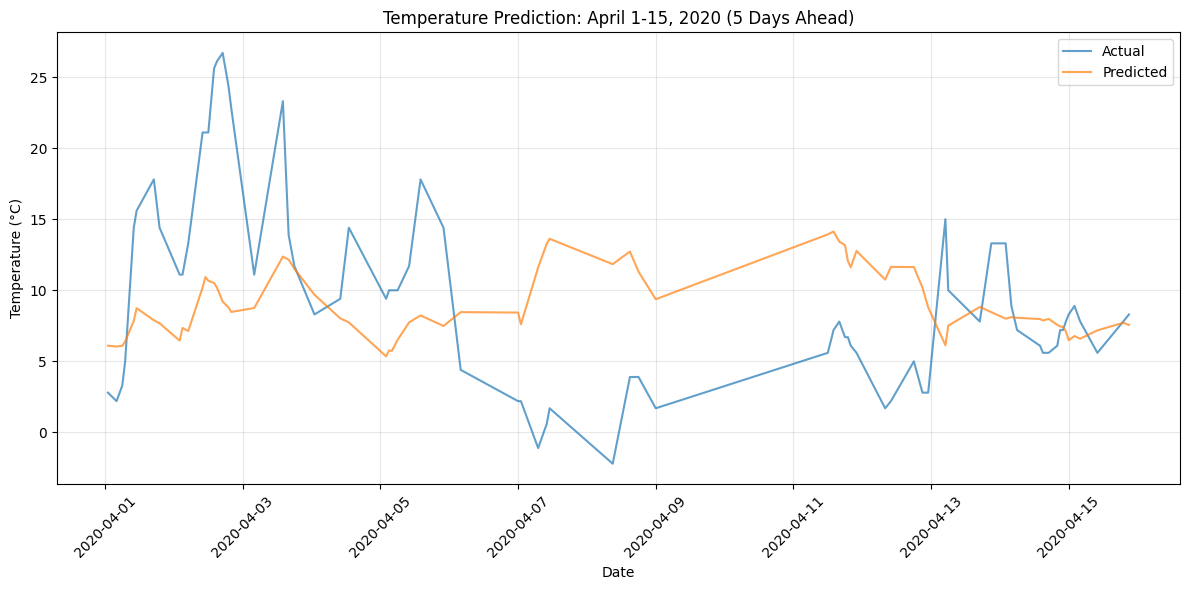 Temperature Prediction: April 1-15, 2020 (5 Days Ahead)
Actual
Predicted
Temperature (°C)
25
20
15
10
5
0
2020-04-01
2020-04-03
2020-04-05
2020-04-07
2020-04-09
2020-04-11
2020-04-13
2020-04-15
Date